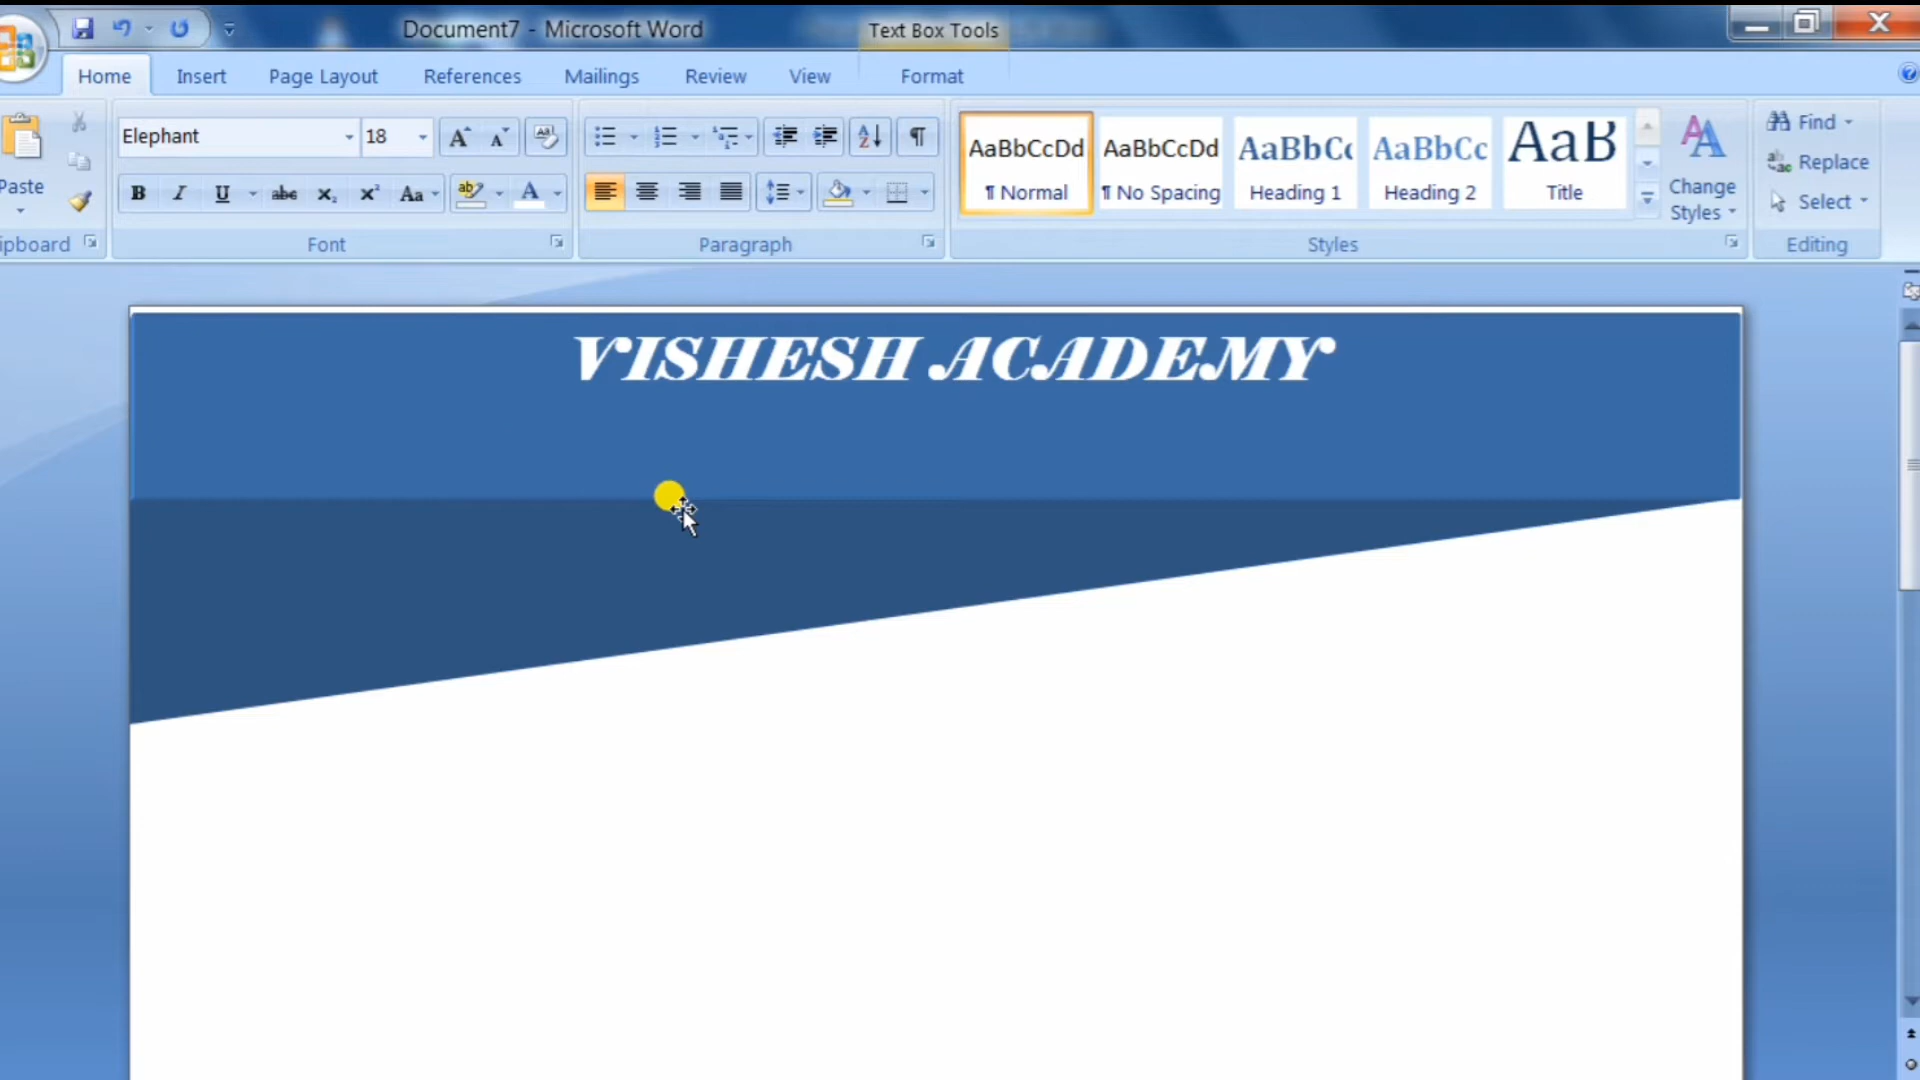 Document7 - Microsoft Word
Text Box Tools
Home Insert Page Layout References Mailings Review View Format
Paste
Elephant 18
AaBbCcDd AaBbCcDd AaBbCc AaBbCc AaB
¶ Normal ¶ No Spacing Heading 1 Heading 2 Title
Change Styles
Find
Replace
Select
ipboard Font Paragraph Styles Editing
VISHESH ACADEMY